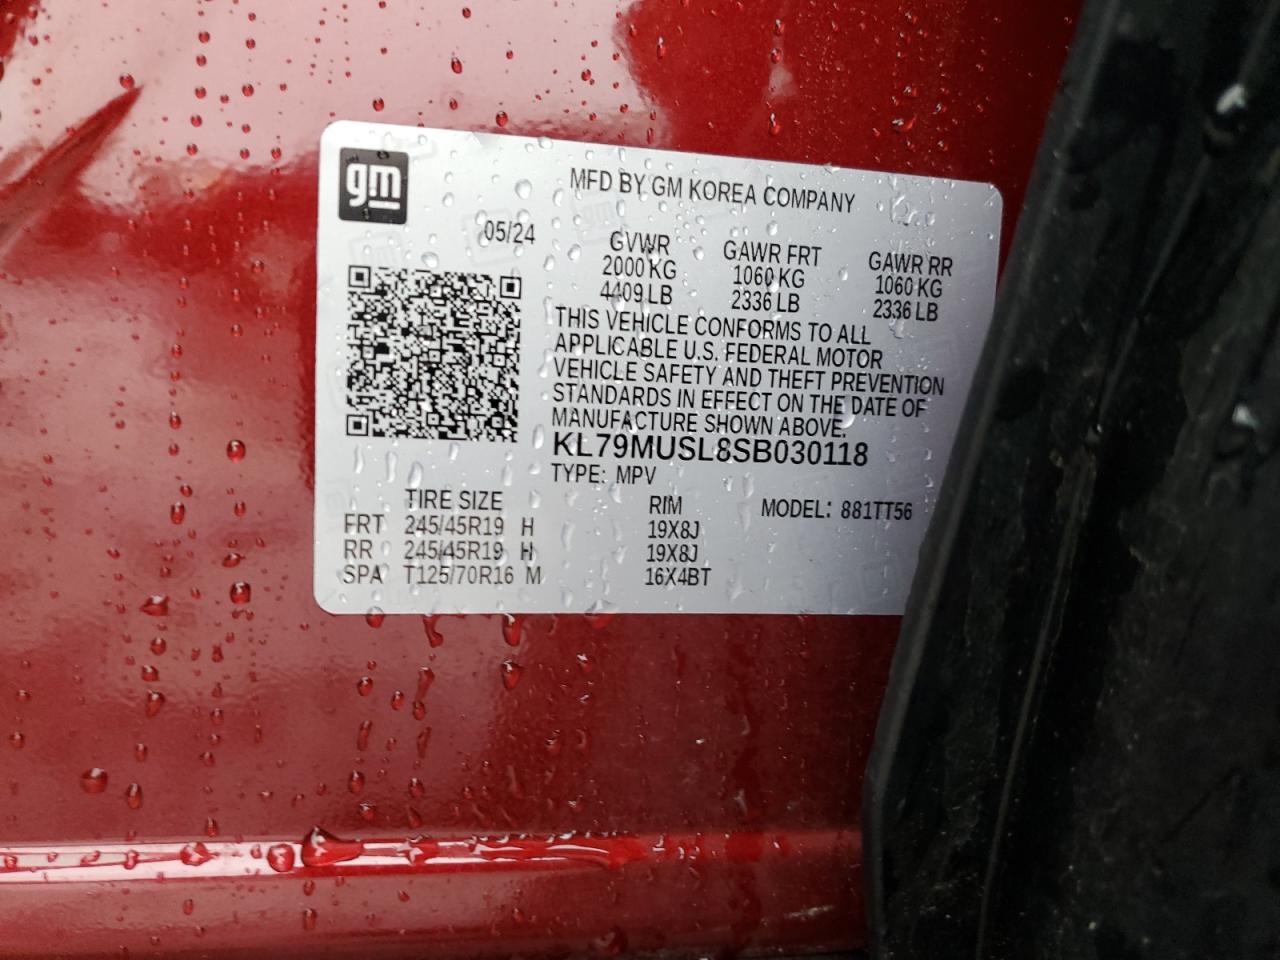 gm
MFD BY GM KOREA COMPANY
05/24
GVWR GAWR FRT GAWR RR
2000 KG 1060 KG 1060 KG
4409 LB 2336 LB 2336 LB
THIS VEHICLE CONFORMS TO ALL
APPLICABLE U.S. FEDERAL MOTOR
VEHICLE SAFETY AND THEFT PREVENTION
STANDARDS IN EFFECT ON THE DATE OF
MANUFACTURE SHOWN ABOVE.
KL79MUSL8SB030118
TYPE: MPV
TIRE SIZE RIM MODEL: 881TT56
FRT 245/45R19 H 19X8J
RR 245/45R19 H 19X8J
SPA T125/70R16 M 16X4BT